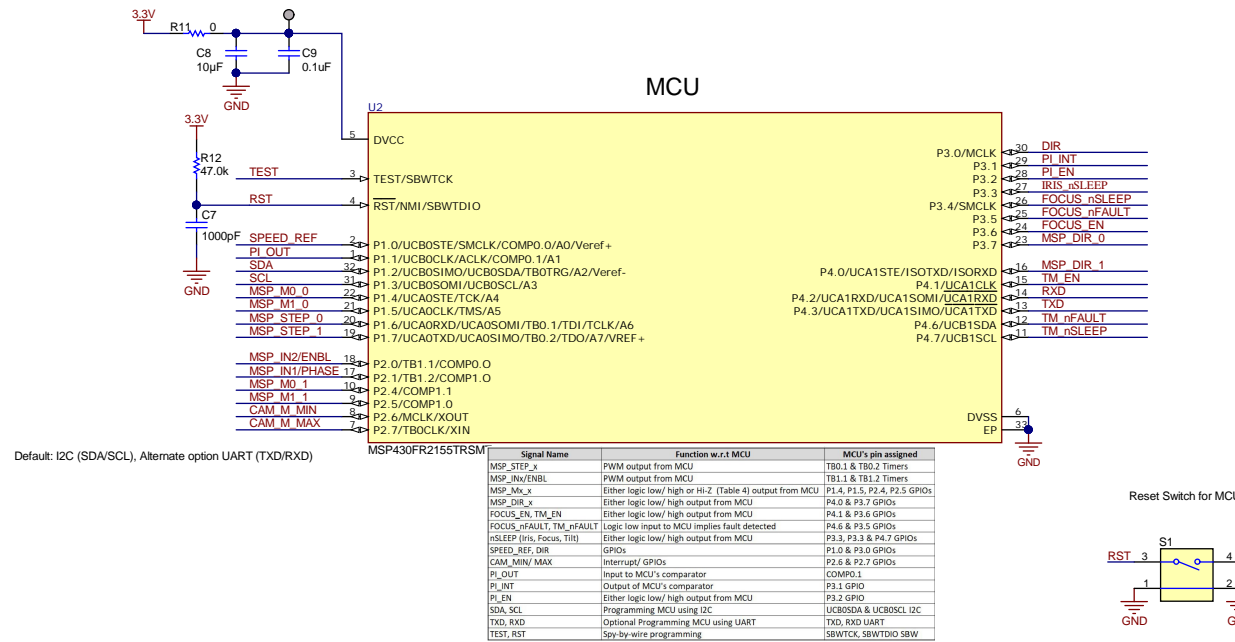 3.3V
R11 0
C8
10µF
C9
0.1uF
GND
MCU
3.3V
R12
47.0k
C7
1000pF
GND
U2
5 DVCC
TEST 3 TEST/SBWTCK
RST 4 RST/NMI/SBWTDIO
SPEED_REF 2 P1.0/UCB0STE/SMCLK/COMP0.0/A0/Veref+
PI_OUT 1 P1.1/UCB0CLK/ACLK/COMP0.1/A1
SDA 32 P1.2/UCB0SIMO/UCB0SDA/TB0TRG/A2/Veref-
SCL 31 P1.3/UCB0SOMI/UCB0SCL/A3
MSP_M0_0 22 P1.4/UCA0STE/TCK/A4
MSP_M1_0 21 P1.5/UCA0CLK/TMS/A5
MSP_STEP_0 20 P1.6/UCA0RXD/UCA0SOMI/TB0.1/TDI/TCLK/A6
MSP_STEP_1 19 P1.7/UCA0TXD/UCA0SIMO/TB0.2/TDO/A7/VREF+
MSP_IN2/ENBL 18 P2.0/TB1.1/COMP0.O
MSP_IN1/PHASE 17 P2.1/TB1.2/COMP1.O
MSP_M0_1 10 P2.4/COMP1.1
MSP_M1_1 9 P2.5/COMP1.0
CAM_M_MIN 8 P2.6/MCLK/XOUT
CAM_M_MAX 7 P2.7/TB0CLK/XIN
P3.0/MCLK 30 DIR
P3.1 29 PI_INT
P3.2 28 PI_EN
P3.3 27 IRIS_nSLEEP
P3.4/SMCLK 26 FOCUS_nSLEEP
P3.5 25 FOCUS_nFAULT
P3.6 24 FOCUS_EN
P3.7 23 MSP_DIR_0
P4.0/UCA1STE/ISOTXD/ISORXD 16 MSP_DIR_1
P4.1/UCA1CLK 15 TM_EN
P4.2/UCA1RXD/UCA1SOMI/UCA1RXD 14 RXD
P4.3/UCA1TXD/UCA1SIMO/UCA1TXD 13 TXD
P4.6/UCB1SDA 12 TM_nFAULT
P4.7/UCB1SCL 11 TM_nSLEEP
DVSS 6
EP 33
GND
MSP430FR2155TRSM
Default: I2C (SDA/SCL), Alternate option UART (TXD/RXD)
Signal Name Function w.r.t MCU MCU's pin assigned
MSP_STEP_x PWM output from MCU TB0.1 & TB0.2 Timers
MSP_INx/ENBL PWM output from MCU TB1.1 & TB1.2 Timers
MSP_Mx_x Either logic low/ high or Hi-Z (Table 4) output from MCU P1.4, P1.5, P2.4, P2.5 GPIOs
MSP_DIR_x Either logic low/ high output from MCU P4.0 & P3.7 GPIOs
FOCUS_EN, TM_EN Either logic low/ high output from MCU P4.1 & P3.6 GPIOs
FOCUS_nFAULT, TM_nFAULT Logic low input to MCU implies fault detected P4.6 & P3.5 GPIOs
nSLEEP (Iris, Focus, Tilt) Either logic low/ high output from MCU P3.3, P3.3 & P4.7 GPIOs
SPEED_REF, DIR GPIOs P1.0 & P3.0 GPIOs
CAM_MIN/ MAX Interrupt/ GPIOs P2.6 & P2.7 GPIOs
PI_OUT Input to MCU's comparator COMP0.1
PI_INT Output of MCU's comparator P3.1 GPIO
PI_EN Either logic low/ high output from MCU P3.2 GPIO
SDA, SCL Programming MCU using I2C UCB0SDA & UCB0SCL I2C
TXD, RXD Optional Programming MCU using UART TXD, RXD UART
TEST, RST Spy-by-wire programming SBWTCK, SBWTDIO SBW
Reset Switch for MCU
S1
RST 3 4
1 2
GND